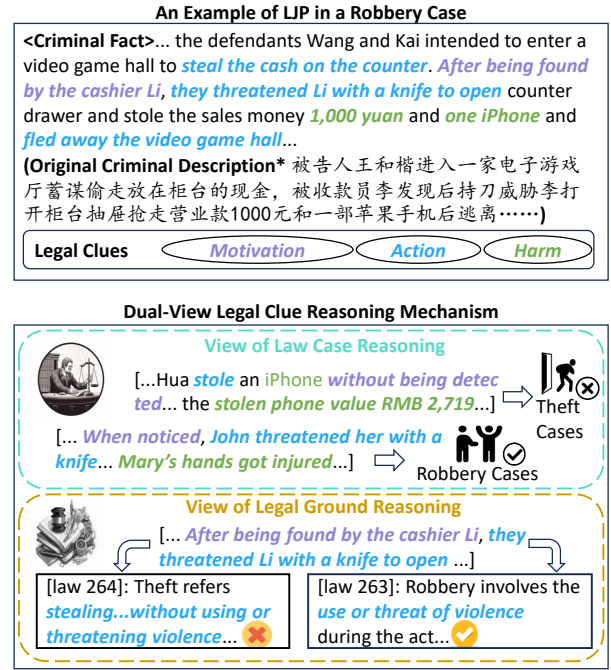 An Example of LJP in a Robbery Case
<Criminal Fact>... the defendants Wang and Kai intended to enter a
video game hall to steal the cash on the counter. After being found
by the cashier Li, they threatened Li with a knife to open counter
drawer and stole the sales money 1,000 yuan and one iPhone and
fled away the video game hall...
(Original Criminal Description* 被告人王和楷进入一家电子游戏
厅蓄谋偷走放在柜台的现金，被收款员李发现后持刀威胁李打
开柜台抽屉抢走营业款1000元和一部苹果手机后逃离……)
Legal Clues Motivation Action Harm
Dual-View Legal Clue Reasoning Mechanism
View of Law Case Reasoning
[...Hua stole an iPhone without being detec
ted... the stolen phone value RMB 2,719...]
Theft
Cases
[... When noticed, John threatened her with a
knife... Mary's hands got injured...]
Robbery Cases
View of Legal Ground Reasoning
[... After being found by the cashier Li, they
threatened Li with a knife to open ...]
[law 264]: Theft refers
stealing...without using or
threatening violence...
[law 263]: Robbery involves the
use or threat of violence
during the act...